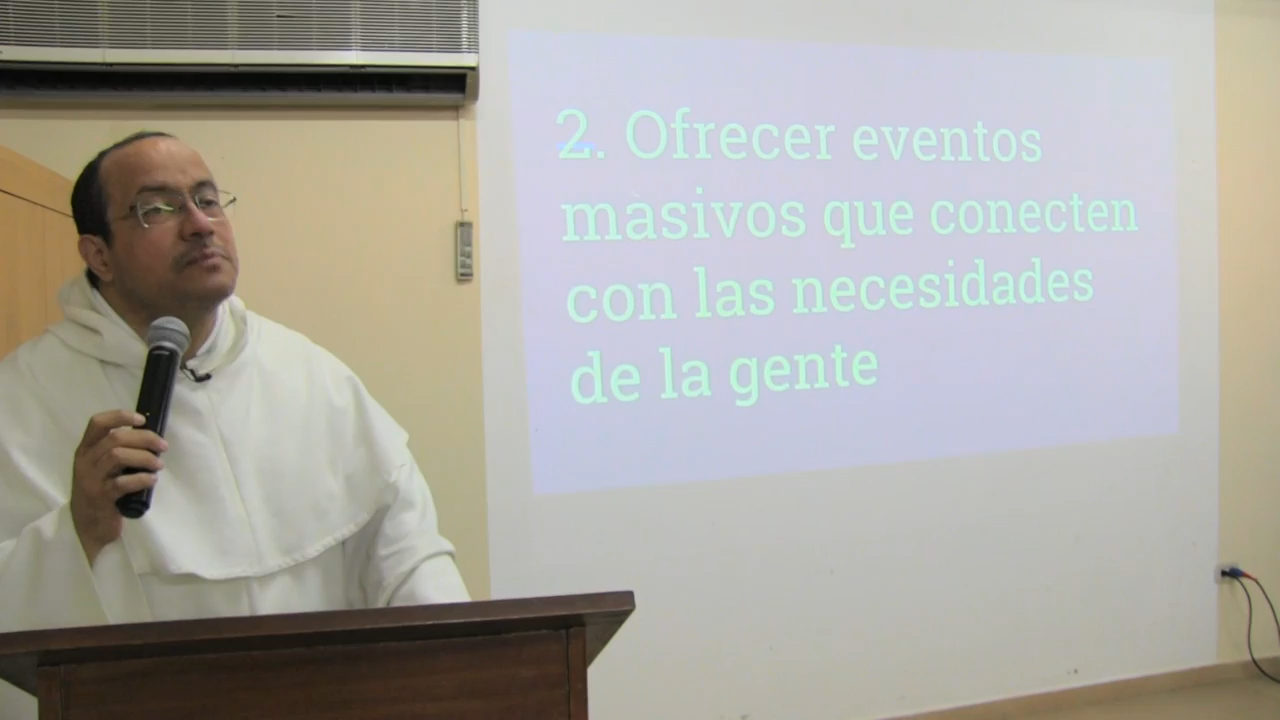 2. Ofrecer eventos
masivos que conecten
con las necesidades
de la gente